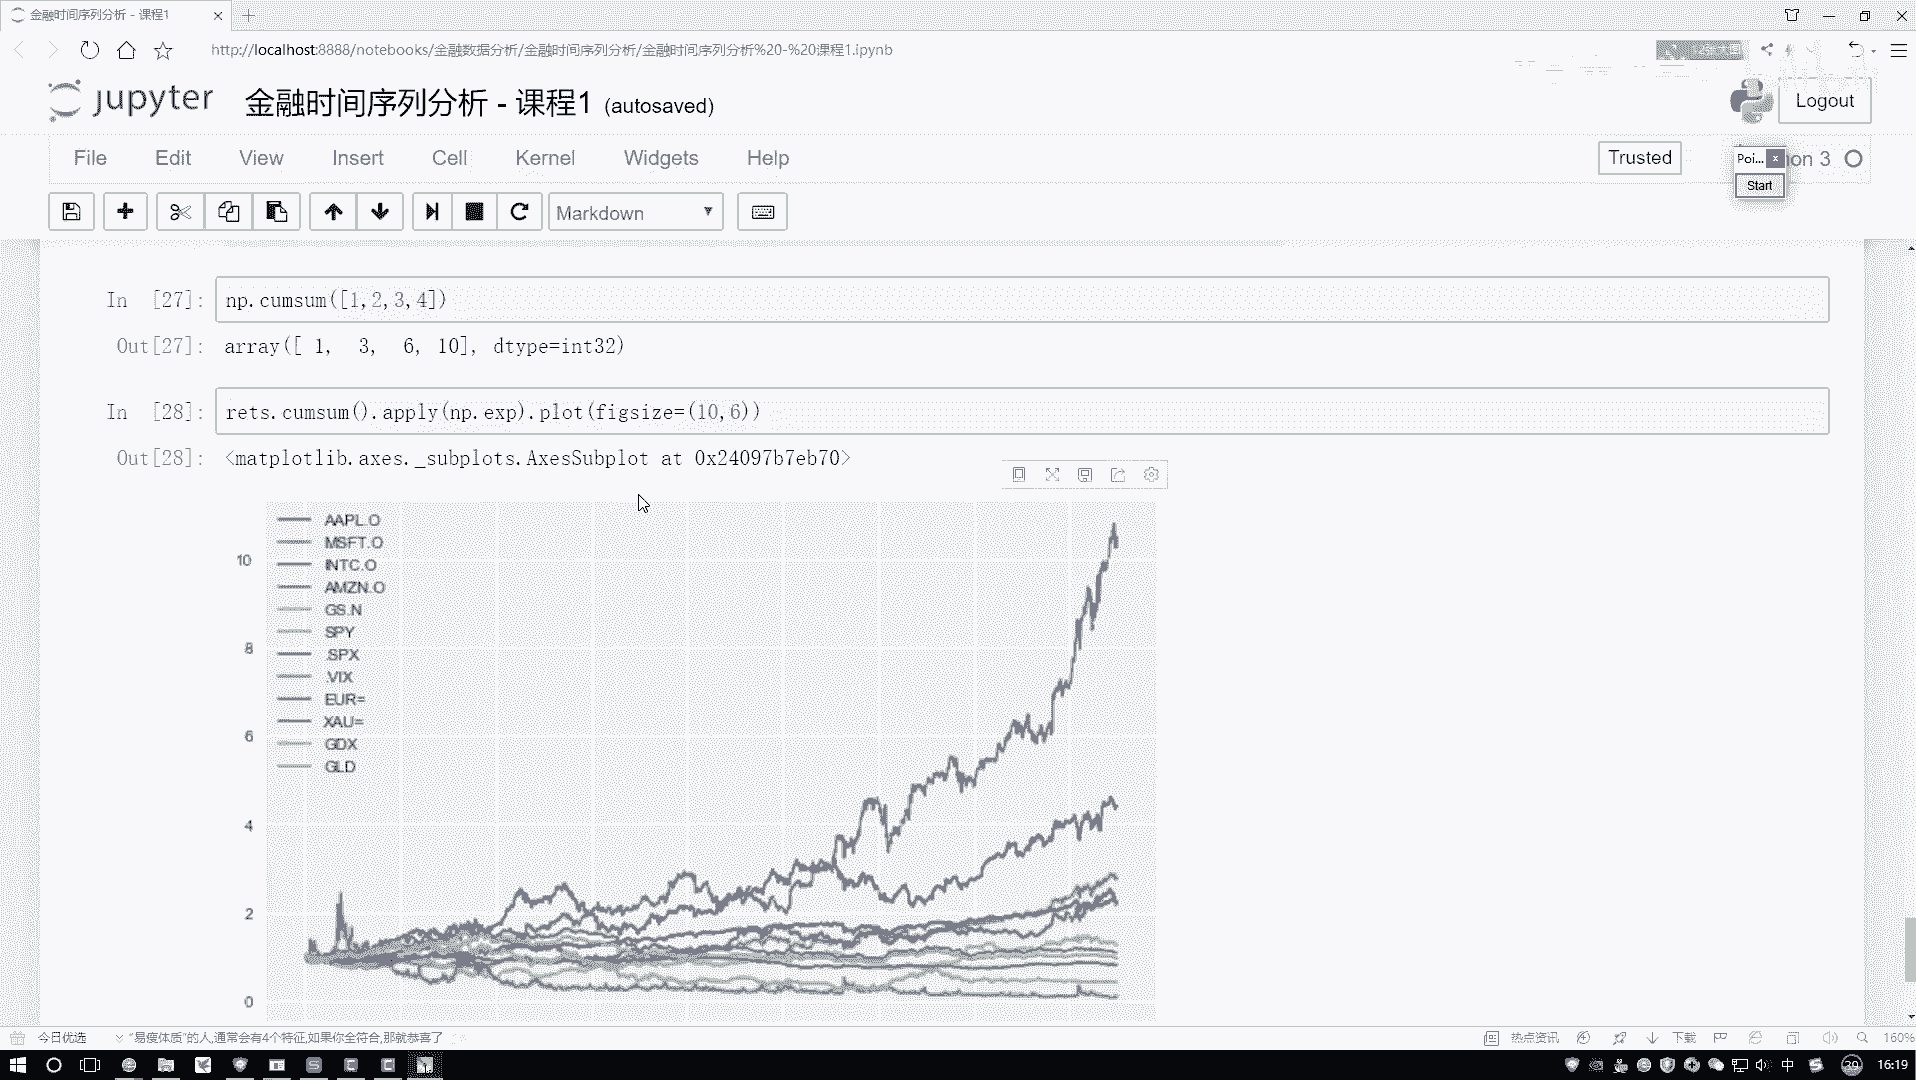 金融时间序列分析 - 课程1
http://localhost:8888/notebooks/金融数据分析/金融时间序列分析/金融时间序列分析%20-%20课程1.ipynb
jupyter 金融时间序列分析 - 课程1 (autosaved)
Logout
File Edit View Insert Cell Kernel Widgets Help
Trusted
Poi...
on 3
Start
Markdown
In [27]: np.cumsum([1,2,3,4])
Out[27]: array([ 1, 3, 6, 10], dtype=int32)
In [28]: rets.cumsum().apply(np.exp).plot(figsize=(10,6))
Out[28]: <matplotlib.axes._subplots.AxesSubplot at 0x24097b7eb70>
AAPL.O
MSFT.O
INTC.O
AMZN.O
GS.N
SPY
.SPX
.VIX
EUR=
XAU=
GDX
GLD
10
8
6
4
2
0
今日优选
“易瘦体质”的人,通常会有4个特征,如果你全符合,那就恭喜了
热点资讯
下载
160%
中
39
16:19